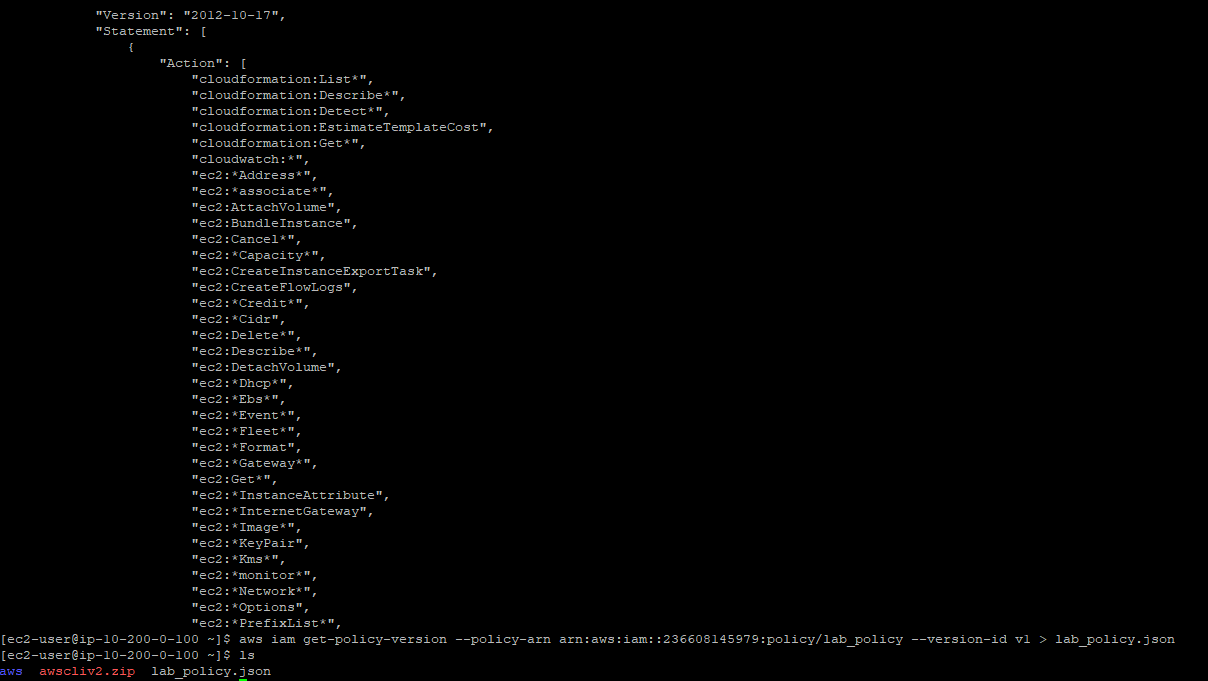 "Version": "2012-10-17",
"Statement": [
{
"Action": [
"cloudformation:List*",
"cloudformation:Describe*",
"cloudformation:Detect*",
"cloudformation:EstimateTemplateCost",
"cloudformation:Get*",
"cloudwatch:*",
"ec2:*Address*",
"ec2:*associate*",
"ec2:AttachVolume",
"ec2:BundleInstance",
"ec2:Cancel*",
"ec2:*Capacity*",
"ec2:CreateInstanceExportTask",
"ec2:CreateFlowLogs",
"ec2:*Credit*",
"ec2:*Cidr",
"ec2:Delete*",
"ec2:Describe*",
"ec2:DetachVolume",
"ec2:*Dhcp*",
"ec2:*Ebs*",
"ec2:*Event*",
"ec2:*Fleet*",
"ec2:*Format",
"ec2:*Gateway*",
"ec2:Get*",
"ec2:*InstanceAttribute",
"ec2:*InternetGateway",
"ec2:*Image*",
"ec2:*KeyPair",
"ec2:*Kms*",
"ec2:*monitor*",
"ec2:*Network*",
"ec2:*Options",
"ec2:*PrefixList*",
[ec2-user@ip-10-200-0-100 ~]$ aws iam get-policy-version --policy-arn arn:aws:iam::236608145979:policy/lab_policy --version-id v1 > lab_policy.json
[ec2-user@ip-10-200-0-100 ~]$ ls
aws  awscliv2.zip  lab_policy.json